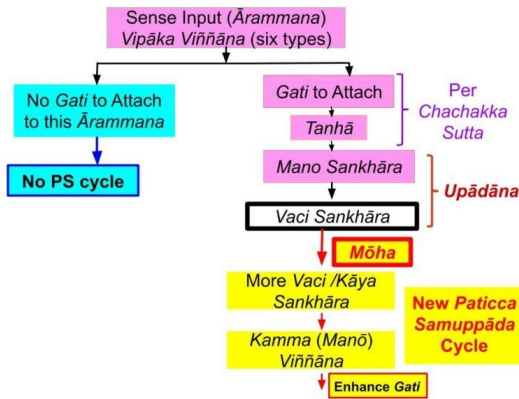 Sense Input (Ārammana)
Vipāka Viññāna (six types)
No Gati to Attach
to this Ārammana
No PS cycle
Gati to Attach
Tanhā
Per
Chachakka
Sutta
Mano Sankhāra
Vaci Sankhāra
Upādāna
Mōha
More Vaci /Kāya
Sankhāra
Kamma (Manō)
Viññāna
Enhance Gati
New Paticca
Samuppāda
Cycle